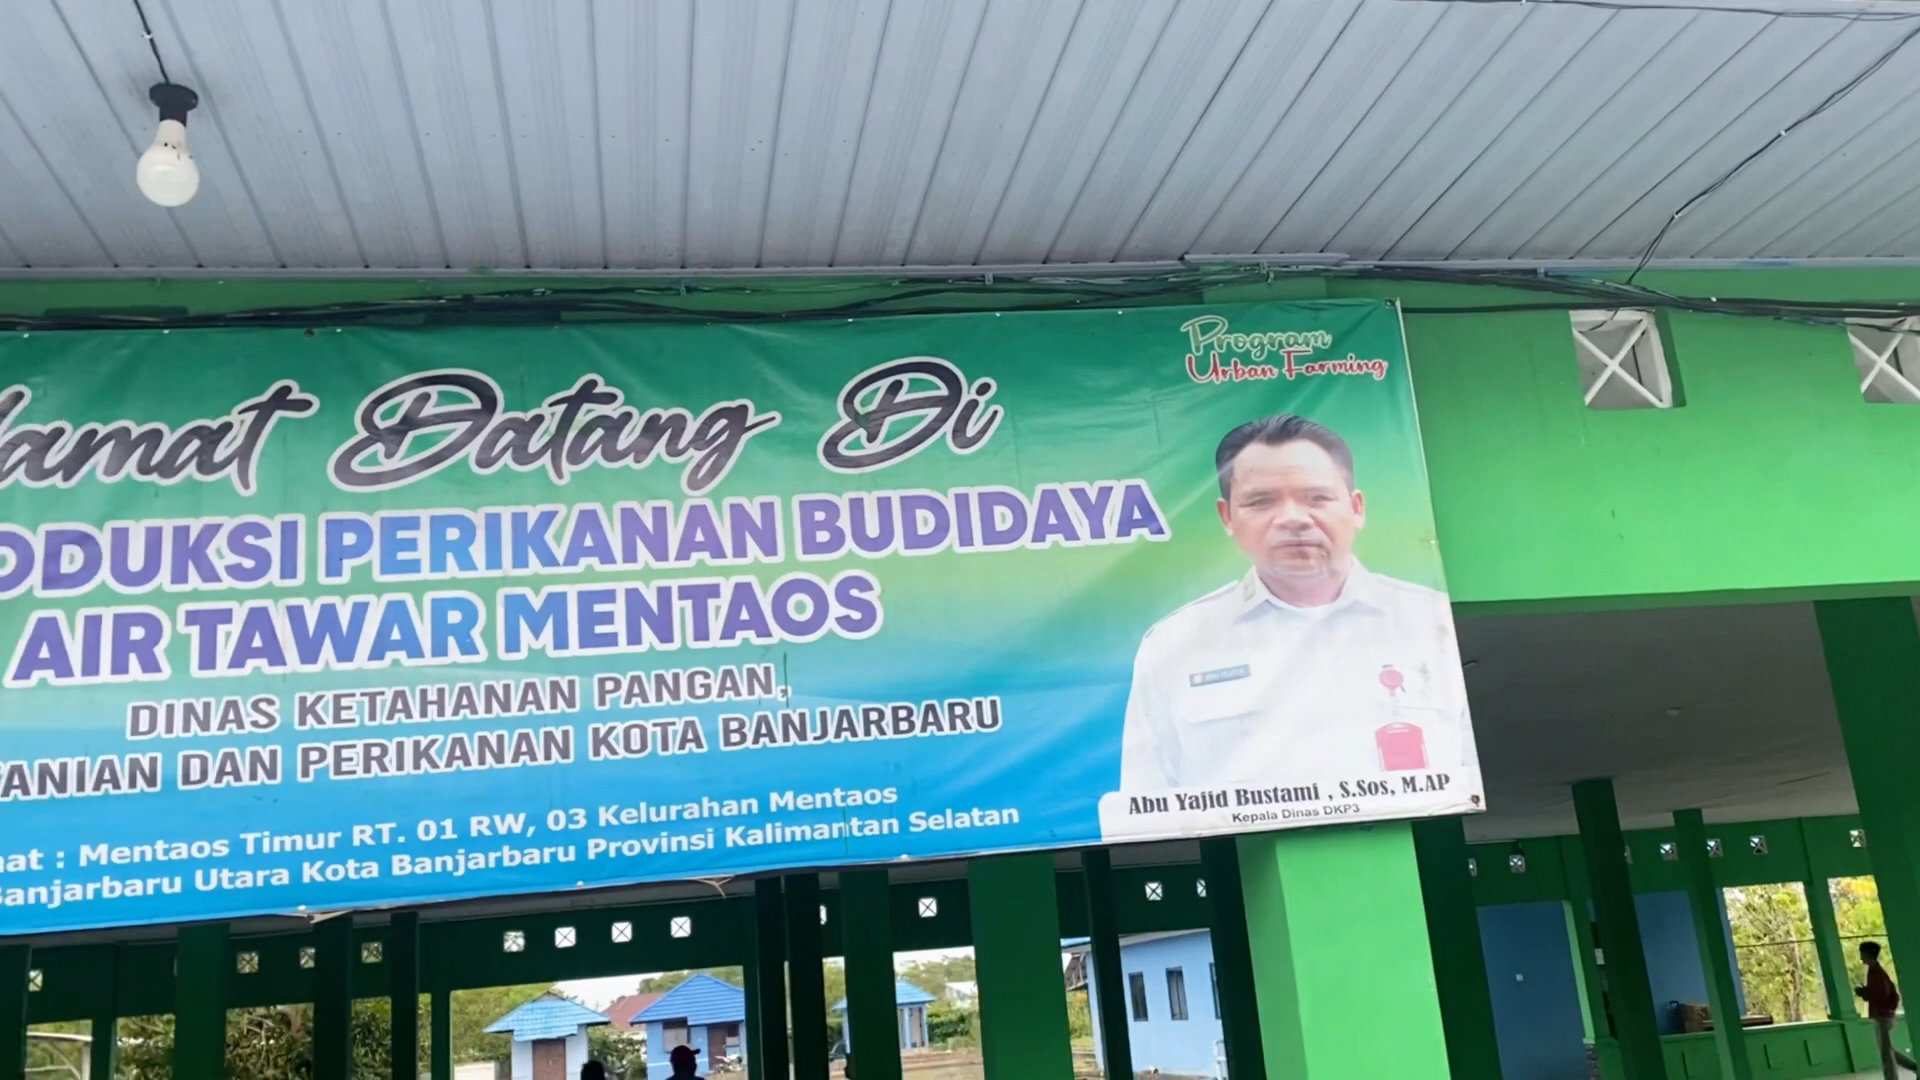 lamat Datang Di
ODUKSI PERIKANAN BUDIDAYA
AIR TAWAR MENTAOS
DINAS KETAHANAN PANGAN,
ANIAN DAN PERIKANAN KOTA BANJARBARU
mat : Mentaos Timur RT. 01 RW, 03 Kelurahan Mentaos
Banjarbaru Utara Kota Banjarbaru Provinsi Kalimantan Selatan
Program
Urban Farming
Abu Yajid Bustami , S.Sos, M.AP
Kepala Dinas DKP3